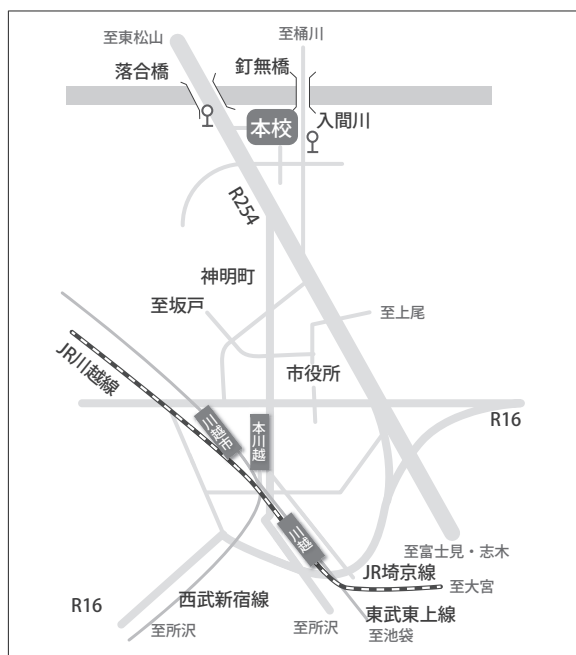 至東松山
至桶川
落合橋
釘無橋
本校
入間川
R254
神明町
至坂戸
至上尾
JR川越線
市役所
川越市
本川越
R16
川越
至富士見・志木
JR埼京線
至大宮
R16
西武新宿線
東武東上線
至所沢
至所沢
至池袋